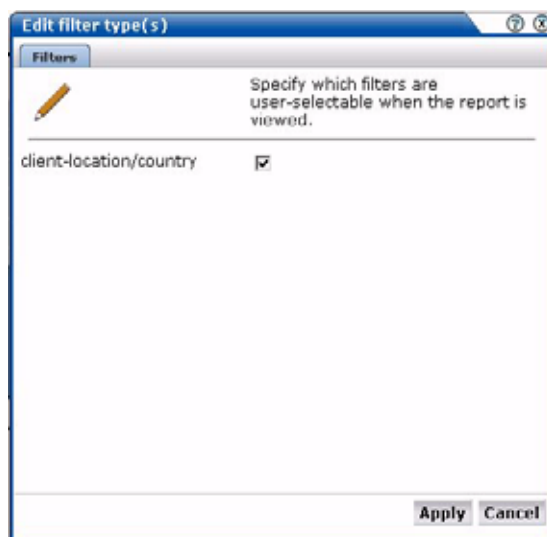 Edit filter type(s)
Filters
Specify which filters are
user-selectable when the report is
viewed.
client-location/country
Apply Cancel